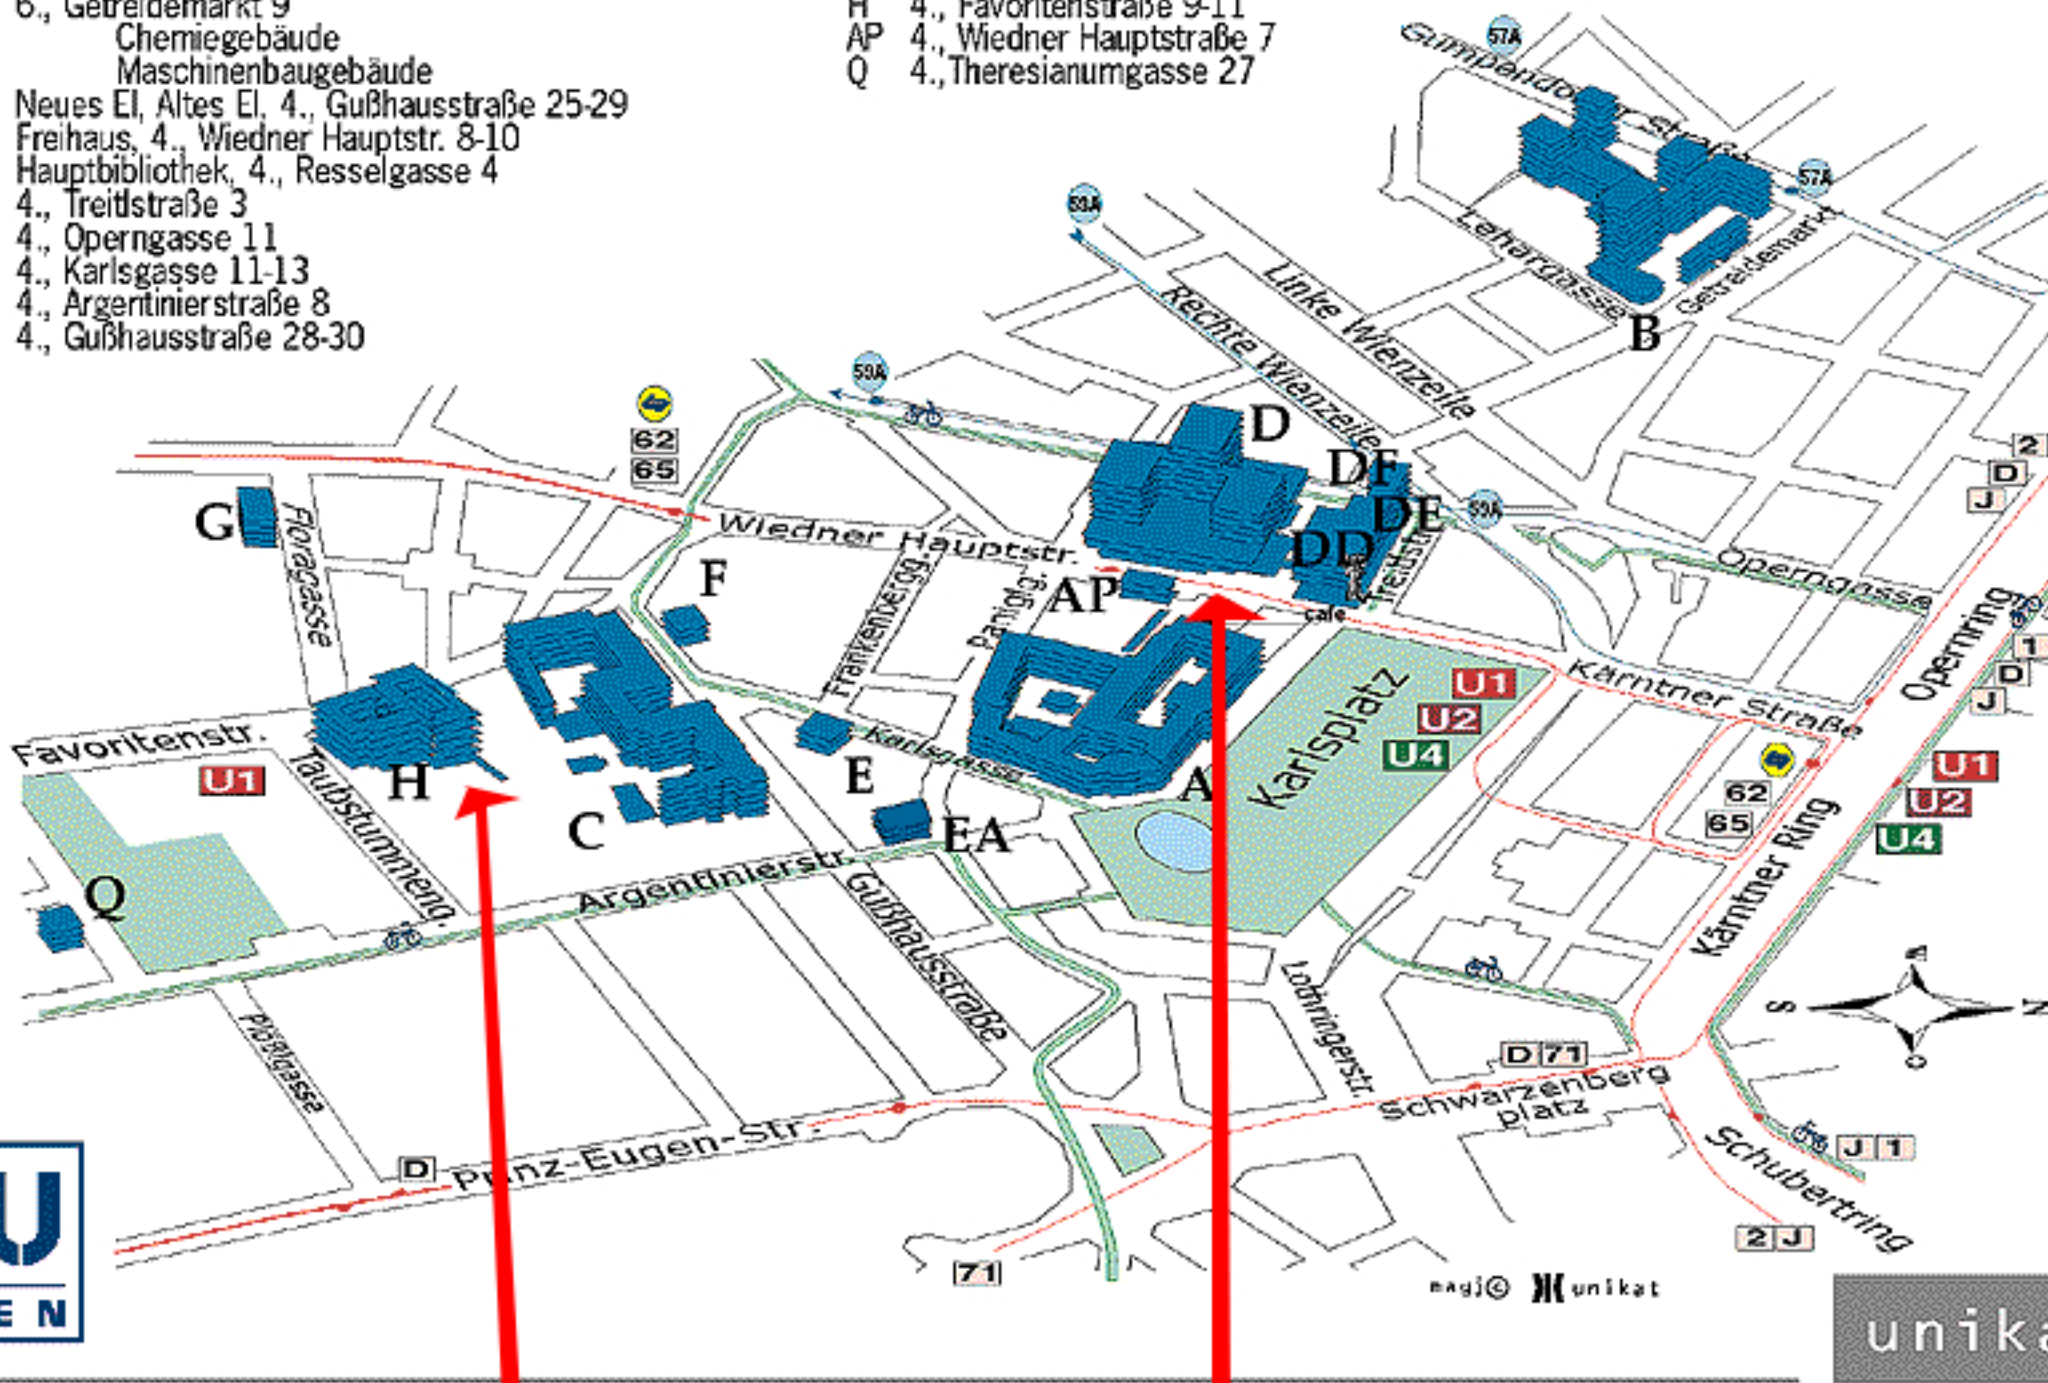 6., Getreidemarkt 9
Chemiegebäude
Maschinenbaugebäude
Neues EI, Altes EI. 4., Gußhausstraße 25-29
Freihaus, 4., Wiedner Hauptstr. 8-10
Hauptbibliothek, 4., Resselgasse 4
4., Treitlstraße 3
4., Operngasse 11
4., Karlsgasse 11-13
4., Argentinierstraße 8
4., Gußhausstraße 28-30
H 4., Favoritenstraße 9-11
AP 4., Wiedner Hauptstraße 7
Q 4.,Theresianumgasse 27
57A
Gumpendorfer Straße
57A
59A
Lehargasse
Getreidemarkt
B
Linke Wienzeile
Rechte Wienzeile
59A
62
65
D
DF
DE
DD
59A
2
D
J
G
Floragasse
Wiedner Hauptstr.
F
AP
Frankenbergg.
Paniglg.
Treitlstr.
cafe
Operngasse
Opernring
1
D
J
Karlsplatz
U1
U2
U4
Kärntner Straße
Favoritenstr.
U1
H
Taubstummeng.
C
E
Karlsgasse
A
EA
62
65
U1
U2
U4
Kärntner Ring
Q
Argentinierstr.
Gußhausstraße
Lothringerstr.
W
S
N
O
Plößlgasse
D 71
Schwarzenberg
platz
D
Prinz-Eugen-Str.
J 1
Schubertring
2 J
71
magj© unikat
U
EN
unika